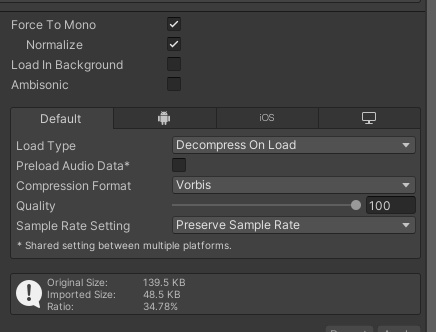 Force To Mono
Normalize
Load In Background
Ambisonic
Default iOS
Load Type Decompress On Load
Preload Audio Data*
Compression Format Vorbis
Quality 100
Sample Rate Setting Preserve Sample Rate
* Shared setting between multiple platforms.
Original Size: 139.5 KB
Imported Size: 48.5 KB
Ratio: 34.78%